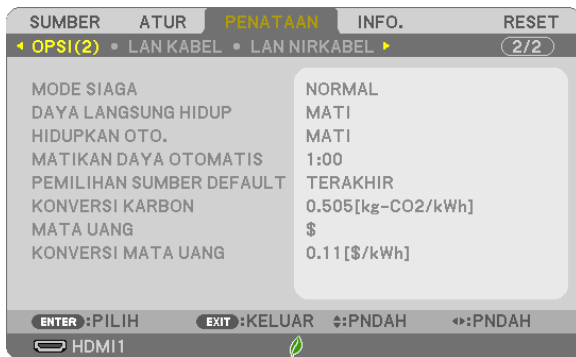 SUMBER ATUR PENATAAN INFO. RESET
OPSI(2) • LAN KABEL • LAN NIRKABEL 2/2
MODE SIAGA NORMAL
DAYA LANGSUNG HIDUP MATI
HIDUPKAN OTO. MATI
MATIKAN DAYA OTOMATIS 1:00
PEMILIHAN SUMBER DEFAULT TERAKHIR
KONVERSI KARBON 0.505[kg-CO2/kWh]
MATA UANG $
KONVERSI MATA UANG 0.11[$/kWh]
ENTER :PILIH EXIT :KELUAR :PNDAH :PNDAH
HDMI1